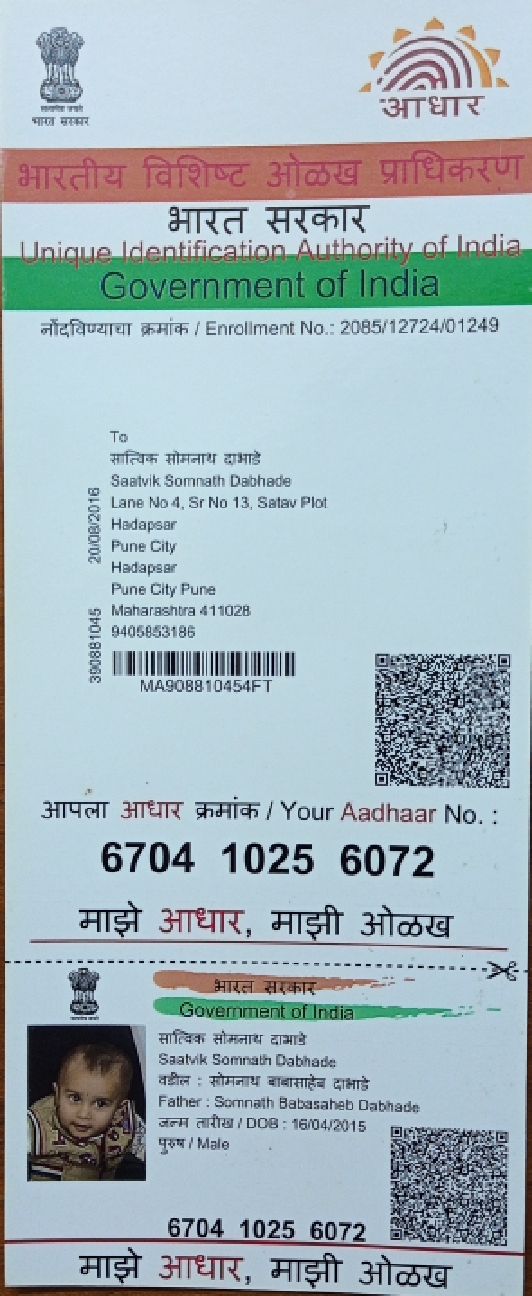 सत्यमेव जयते
भारत सरकार
आधार
भारतीय विशिष्ट ओळख प्राधिकरण
भारत सरकार
Unique Identification Authority of India
Government of India
नोंदविण्याचा क्रमांक / Enrollment No.: 2085/12724/01249
To
सात्विक सोमनाथ दाभाडे
Saatvik Somnath Dabhade
Lane No 4, Sr No 13, Satav Plot
Hadapsar
Pune City
Hadapsar
Pune City Pune
Maharashtra 411028
9405853186
20/08/2016
390881045
MA908810454FT
आपला आधार क्रमांक / Your Aadhaar No. :
6704 1025 6072
माझे आधार, माझी ओळख
भारत सरकार
Government of India
सात्विक सोमनाथ दाभाडे
Saatvik Somnath Dabhade
वडील : सोमनाथ बाबासाहेब दाभाडे
Father : Somnath Babasaheb Dabhade
जन्म तारीख / DOB : 16/04/2015
पुरुष / Male
6704 1025 6072
माझे आधार, माझी ओळख